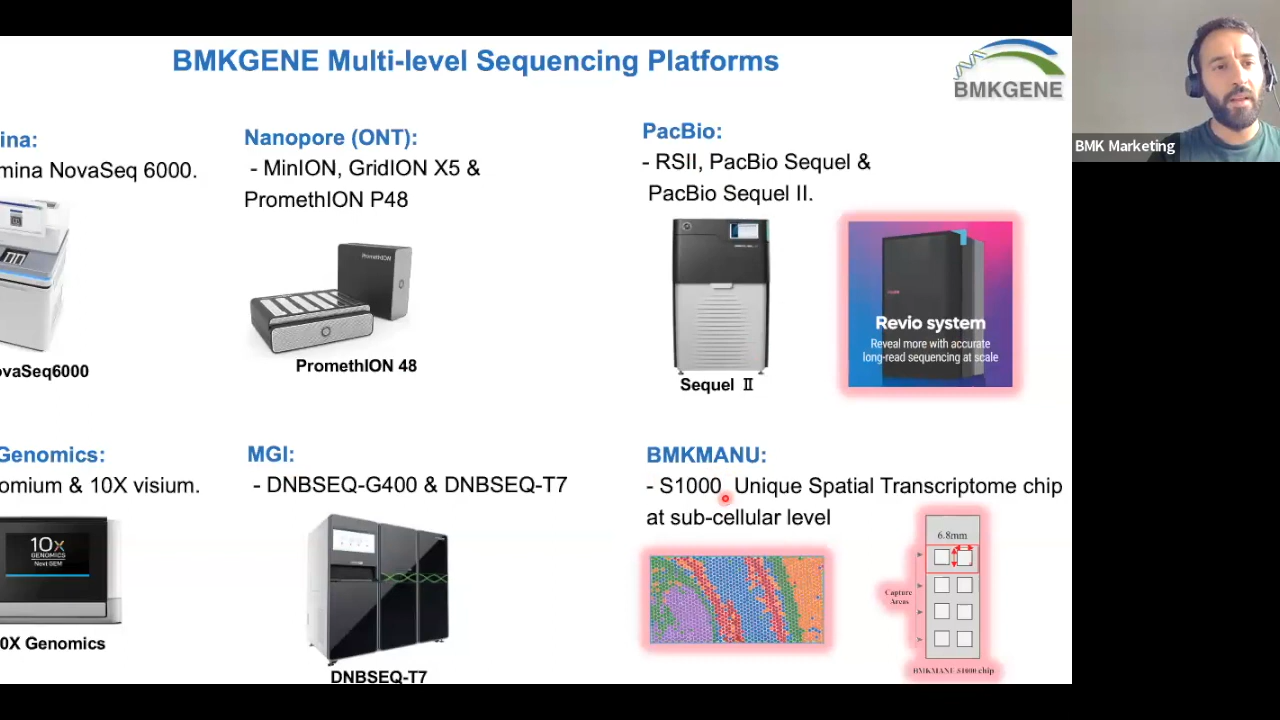 BMKGENE Multi-level Sequencing Platforms
BMKGENE
BMK Marketing
ina:
mina NovaSeq 6000.
ovaSeq6000
Nanopore (ONT):
- MinION, GridION X5 &
PromethION P48
PromethION
PromethION 48
PacBio:
- RSII, PacBio Sequel &
PacBio Sequel II.
Sequel Ⅱ
Revio system
Reveal more with accurate
long-read sequencing at scale
Genomics:
omium & 10X visium.
10x
GENOMICS
Next GEM
0X Genomics
MGI:
- DNBSEQ-G400 & DNBSEQ-T7
DNBSEQ-T7
BMKMANU:
- S1000, Unique Spatial Transcriptome chip
at sub-cellular level
6.8mm
Capture
Areas
BMKMANU S1000 chip